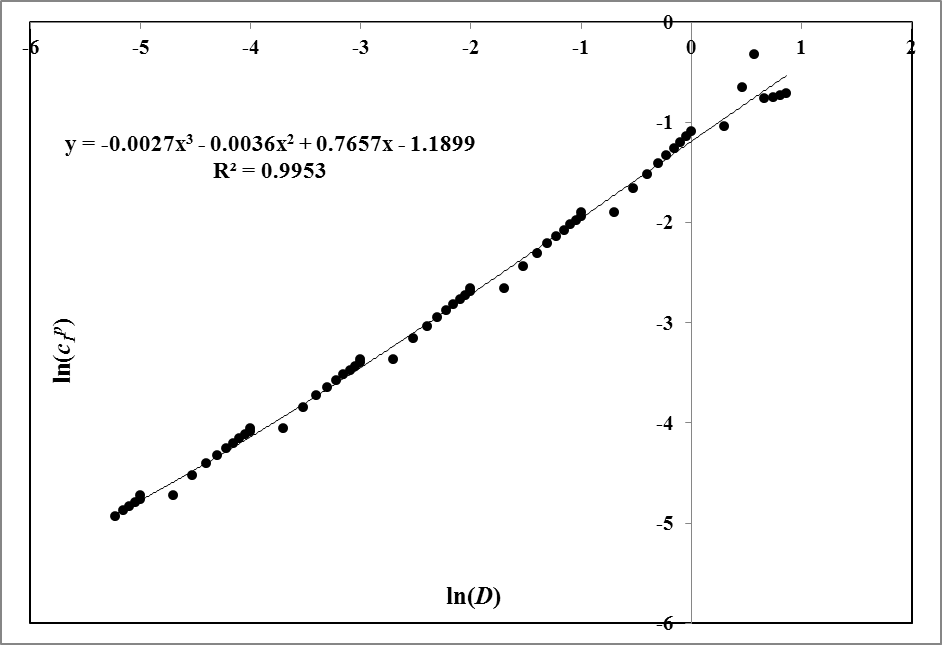 0
-6 -5 -4 -3 -2 -1 0 1 2
y = -0.0027x³ - 0.0036x² + 0.7657x - 1.1899
R² = 0.9953
-1
-2
-3
-4
-5
-6
ln(c₁ᵖ)
ln(D)